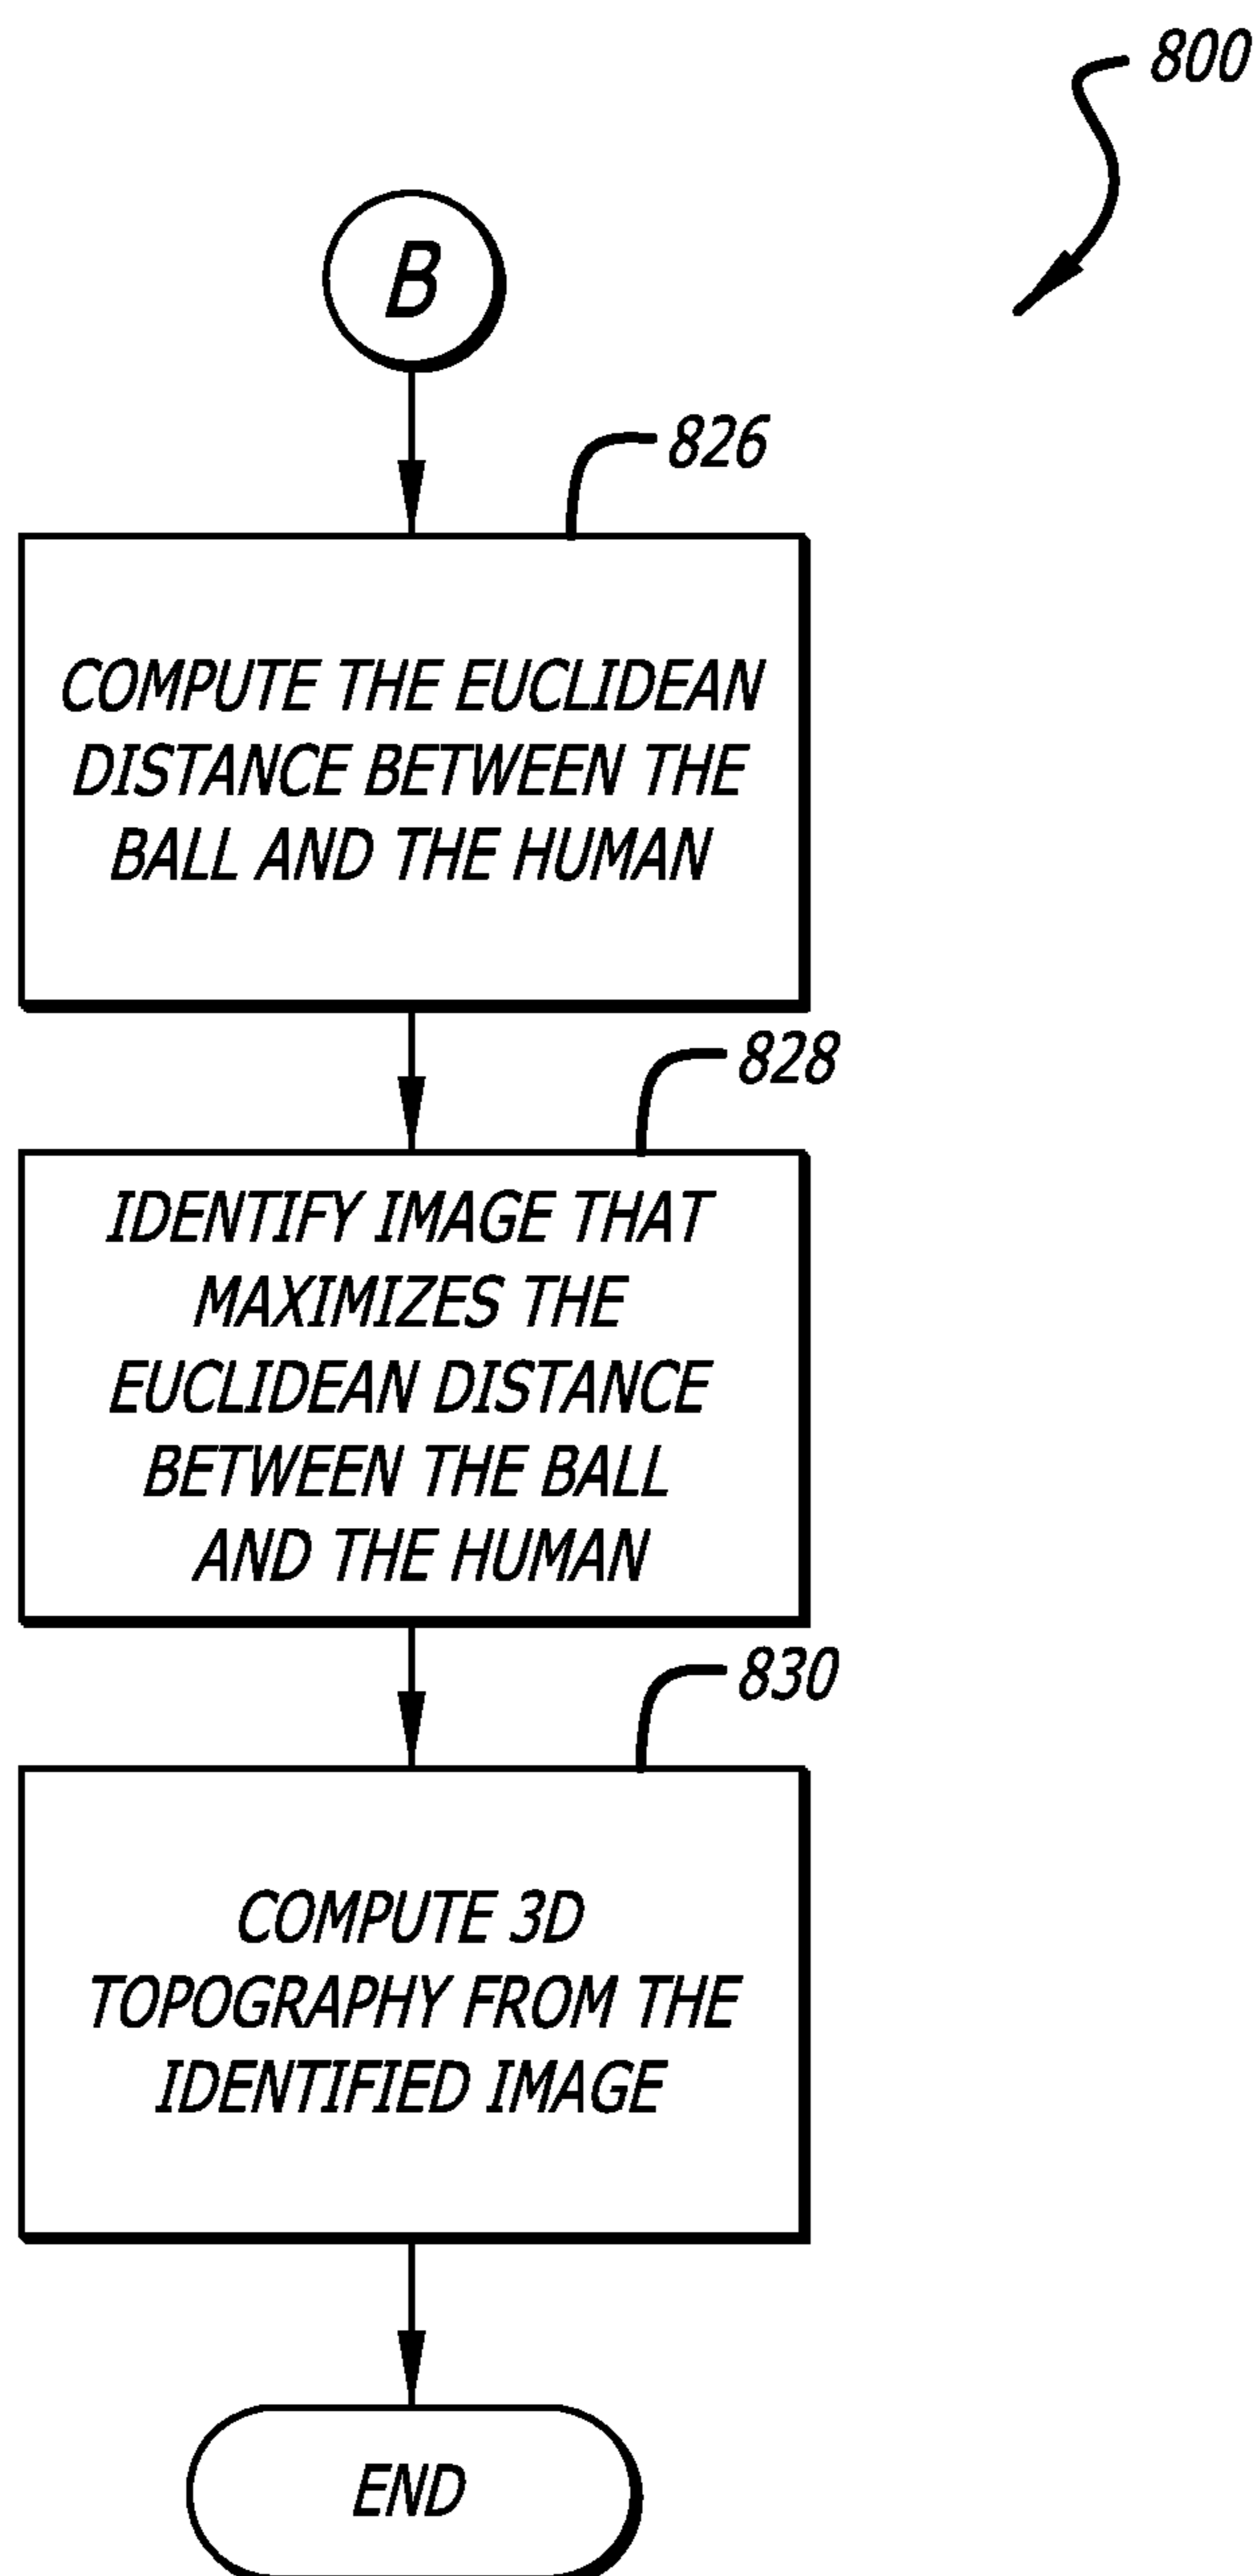 800
B
826
COMPUTE THE EUCLIDEAN
DISTANCE BETWEEN THE
BALL AND THE HUMAN
828
IDENTIFY IMAGE THAT
MAXIMIZES THE
EUCLIDEAN DISTANCE
BETWEEN THE BALL
AND THE HUMAN
830
COMPUTE 3D
TOPOGRAPHY FROM THE
IDENTIFIED IMAGE
END